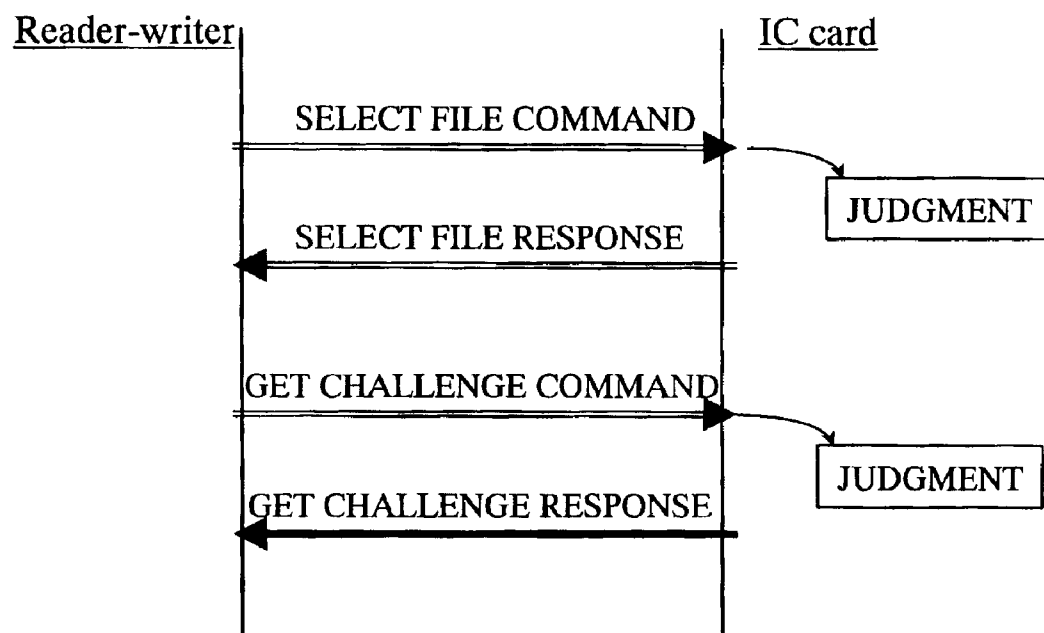 Reader-writer
IC card
SELECT FILE COMMAND
JUDGMENT
SELECT FILE RESPONSE
GET CHALLENGE COMMAND
JUDGMENT
GET CHALLENGE RESPONSE